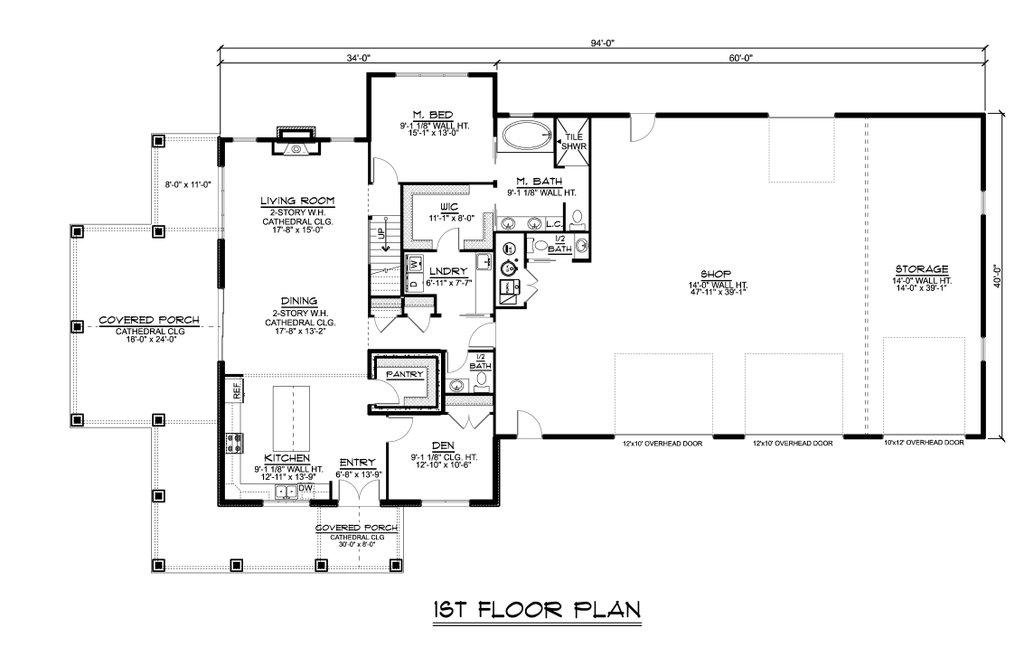 94'-0"
34'-0"
60'-0"
M. BED
9'-1 1/8" WALL HT.
15'-1" x 13'-0"
TILE
SHWR
8'-0" x 11'-0"
M. BATH
9'-1 1/8" WALL HT.
LIVING ROOM
2-STORY W.H.
CATHEDRAL CLG.
17'-8" x 15'-0"
WIC
11'-1" x 8'-0"
L.C.
UP
1/2
BATH
W
D
LNDRY
6'-11" x 7'-7"
SHOP
14'-0" WALL HT.
47'-11" x 39'-1"
STORAGE
14'-0" WALL HT.
14'-0" x 39'-1"
40'-0"
DINING
2-STORY W.H.
CATHEDRAL CLG.
17'-8" x 13'-2"
COVERED PORCH
CATHEDRAL CLG
18'-0" x 24'-0"
1/2
BATH
PANTRY
REF.
DEN
9'-1 1/8" CLG. HT.
12'-10" x 10'-6"
12'x10' OVERHEAD DOOR
12'x10' OVERHEAD DOOR
10'x12' OVERHEAD DOOR
KITCHEN
9'-1 1/8" WALL HT.
12'-11" x 13'-9"
ENTRY
6'-8" x 13'-9"
DW
COVERED PORCH
CATHEDRAL CLG
30'-0" x 8'-0"
1ST FLOOR PLAN